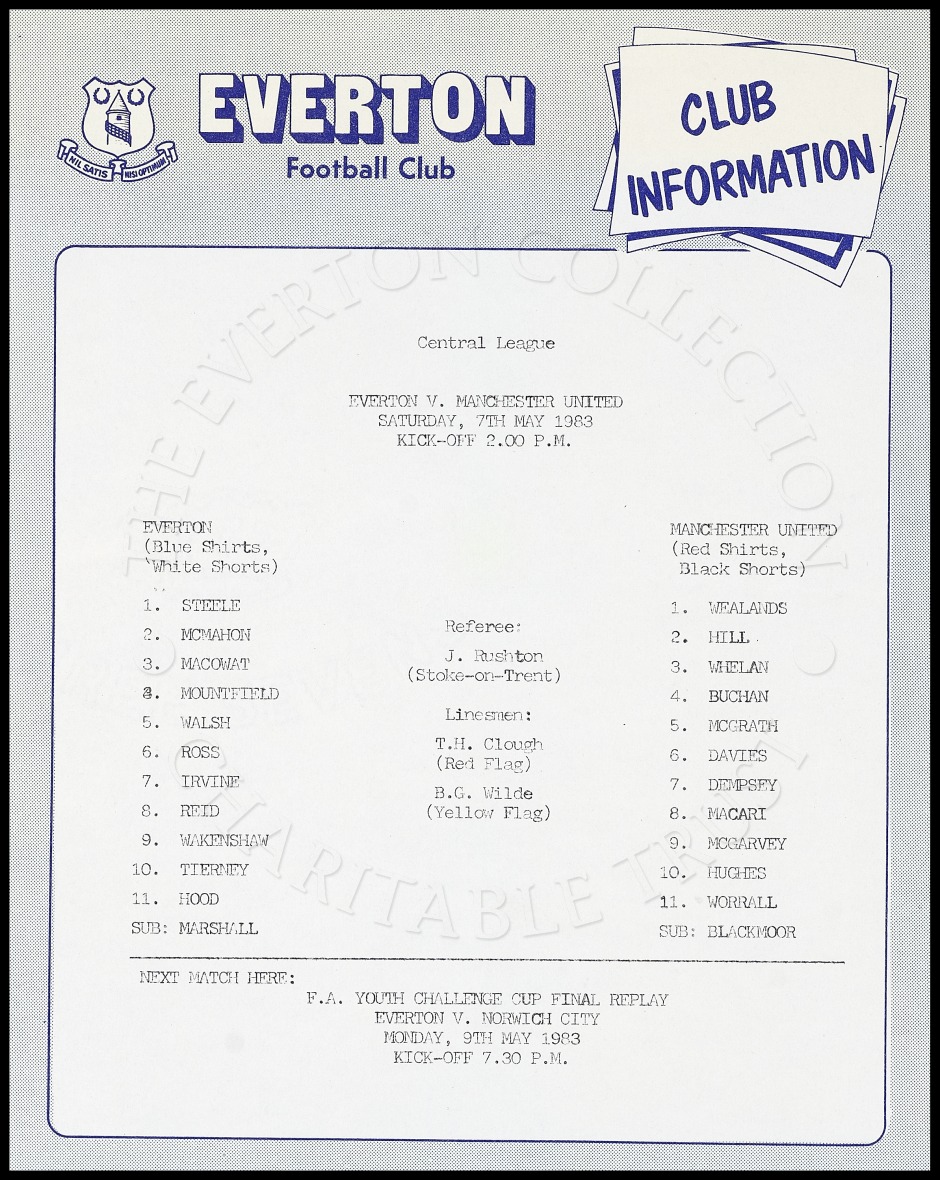 EVERTON
Football Club
NIL SATIS NISI OPTIMUM
CLUB
INFORMATION
THE EVERTON COLLECTION
• CHARITABLE TRUST •
Central League
EVERTON V. MANCHESTER UNITED
SATURDAY, 7TH MAY 1983
KICK-OFF 2.00 P.M.
EVERTON
(Blue Shirts,
White Shorts)
1. STEELE
2. MCMAHON
3. MACOWAT
4. MOUNTFIELD
5. WALSH
6. ROSS
7. IRVINE
8. REID
9. WAKENSHAW
10. TIERNEY
11. HOOD
SUB: MARSHALL
Referee:
J. Rushton
(Stoke-on-Trent)
Linesmen:
T.H. Clough
(Red Flag)
B.G. Wilde
(Yellow Flag)
MANCHESTER UNITED
(Red Shirts,
Black Shorts)
1. WEALANDS
2. HILL
3. WHELAN
4. BUCHAN
5. MCGRATH
6. DAVIES
7. DEMPSEY
8. MACARI
9. MCGARVEY
10. HUGHES
11. WORRALL
SUB: BLACKMOOR
NEXT MATCH HERE:
F.A. YOUTH CHALLENGE CUP FINAL REPLAY
EVERTON V. NORWICH CITY
MONDAY, 9TH MAY 1983
KICK-OFF 7.30 P.M.